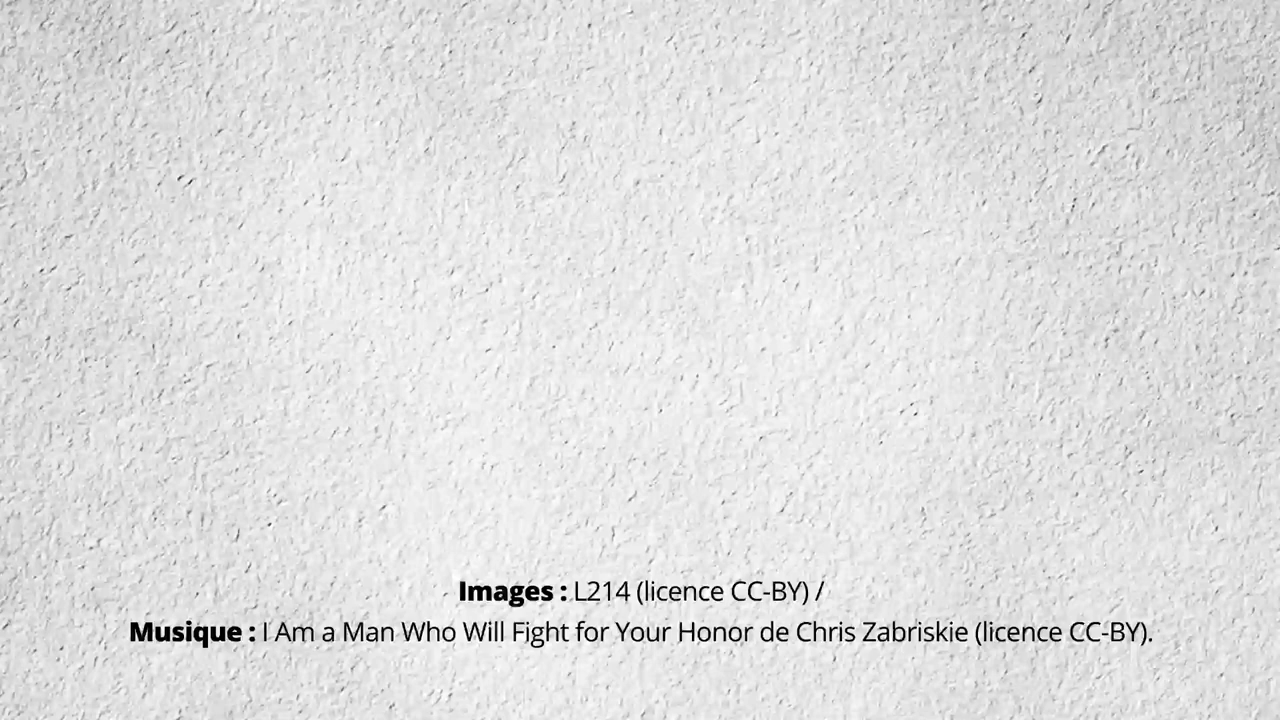 Images : L214 (licence CC-BY) /
Musique : I Am a Man Who Will Fight for Your Honor de Chris Zabriskie (licence CC-BY).